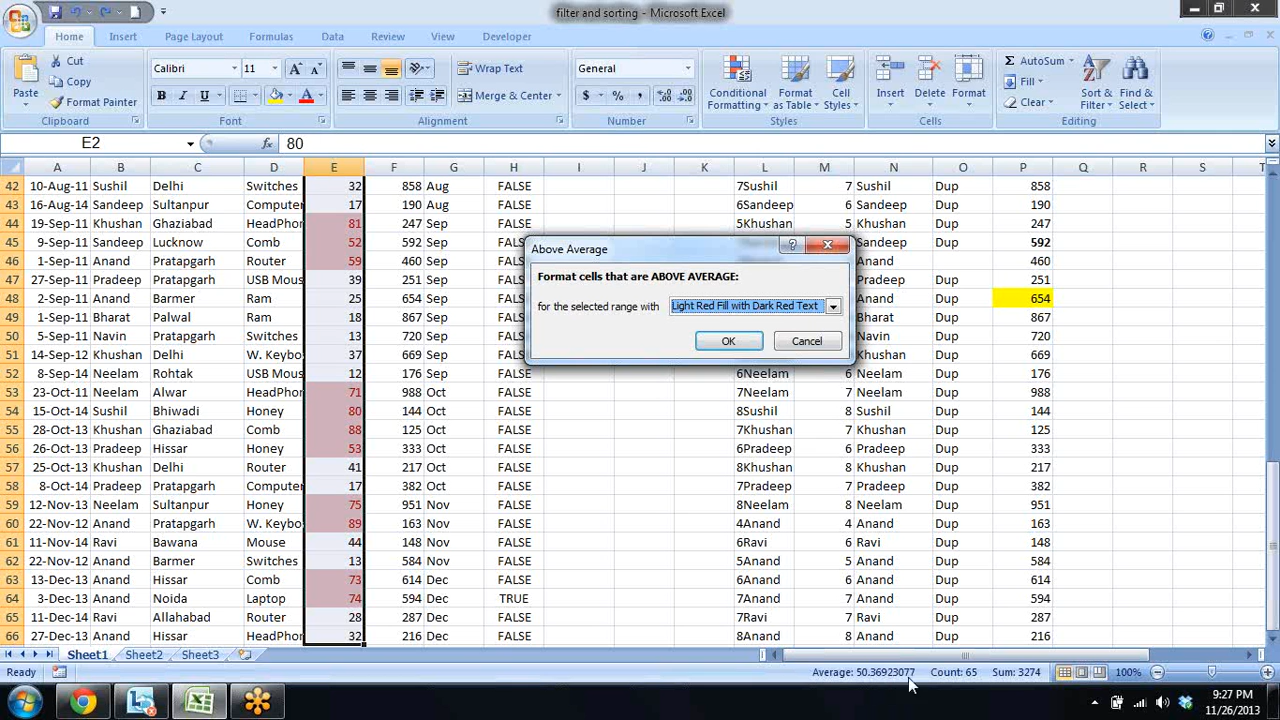 filter and sorting - Microsoft Excel
Home Insert Page Layout Formulas Data Review View Developer
Paste Cut Copy Format Painter
Calibri 11 A A
B I U A
Wrap Text
Merge & Center
General
$ % ,
Conditional Formatting Format as Table Cell Styles
Insert Delete Format
Σ AutoSum Fill Clear
Sort & Filter Find & Select
Clipboard Font Alignment Number Styles Cells Editing
E2 fx 80
A B C D E F G H I J K L M N O P Q R S T
42 10-Aug-11 Sushil Delhi Switches 32 858 Aug FALSE 7Sushil 7 Sushil Dup 858
43 16-Aug-14 Sandeep Sultanpur Computer 17 190 Aug FALSE 6Sandeep 6 Sandeep Dup 190
44 19-Sep-11 Khushan Ghaziabad HeadPhor 81 247 Sep FALSE 5Khushan 5 Khushan Dup 247
45 9-Sep-11 Sandeep Lucknow Comb 52 592 Sep Sandeep Dup 592
46 1-Sep-11 Anand Pratapgarh Router 59 460 Sep Anand 460
47 27-Sep-11 Pradeep Pratapgarh USB Mous 39 251 Sep Pradeep Dup 251
48 2-Sep-11 Anand Barmer Ram 25 654 Sep Anand Dup 654
49 1-Sep-11 Bharat Palwal Ram 18 867 Sep Bharat Dup 867
50 5-Sep-11 Navin Pratapgarh Router 13 720 Sep Navin Dup 720
51 14-Sep-12 Khushan Delhi W. Keybo 37 669 Sep Khushan Dup 669
52 8-Sep-14 Neelam Rohtak USB Mous 12 176 Sep FALSE 6Neelam 6 Neelam Dup 176
53 23-Oct-11 Neelam Alwar HeadPhor 71 988 Oct FALSE 7Neelam 7 Neelam Dup 988
54 15-Oct-14 Sushil Bhiwadi Honey 80 144 Oct FALSE 8Sushil 8 Sushil Dup 144
55 28-Oct-13 Khushan Ghaziabad Comb 88 125 Oct FALSE 7Khushan 7 Khushan Dup 125
56 26-Oct-13 Pradeep Hissar Honey 53 333 Oct FALSE 6Pradeep 6 Pradeep Dup 333
57 25-Oct-13 Khushan Delhi Router 41 217 Oct FALSE 8Khushan 8 Khushan Dup 217
58 8-Oct-14 Pradeep Pratapgarh Computer 17 382 Oct FALSE 7Pradeep 7 Pradeep Dup 382
59 12-Nov-13 Neelam Sultanpur Honey 75 951 Nov FALSE 8Neelam 8 Neelam Dup 951
60 22-Nov-12 Anand Pratapgarh W. Keybo 89 163 Nov FALSE 4Anand 4 Anand Dup 163
61 11-Nov-14 Ravi Bawana Mouse 44 148 Nov FALSE 6Ravi 6 Ravi Dup 148
62 22-Nov-12 Anand Barmer Switches 13 584 Nov FALSE 5Anand 5 Anand Dup 584
63 13-Dec-13 Anand Hissar Comb 73 614 Dec FALSE 6Anand 6 Anand Dup 614
64 3-Dec-13 Anand Noida Laptop 74 594 Dec TRUE 7Anand 7 Anand Dup 594
65 11-Dec-14 Ravi Allahabad Router 28 287 Dec FALSE 7Ravi 7 Ravi Dup 287
66 27-Dec-13 Anand Hissar HeadPhor 32 216 Dec FALSE 8Anand 8 Anand Dup 216
Above Average
Format cells that are ABOVE AVERAGE:
for the selected range with Light Red Fill with Dark Red Text
OK Cancel
Sheet1 Sheet2 Sheet3
Ready Average: 50.36923077 Count: 65 Sum: 3274 100%
9:27 PM
11/26/2013